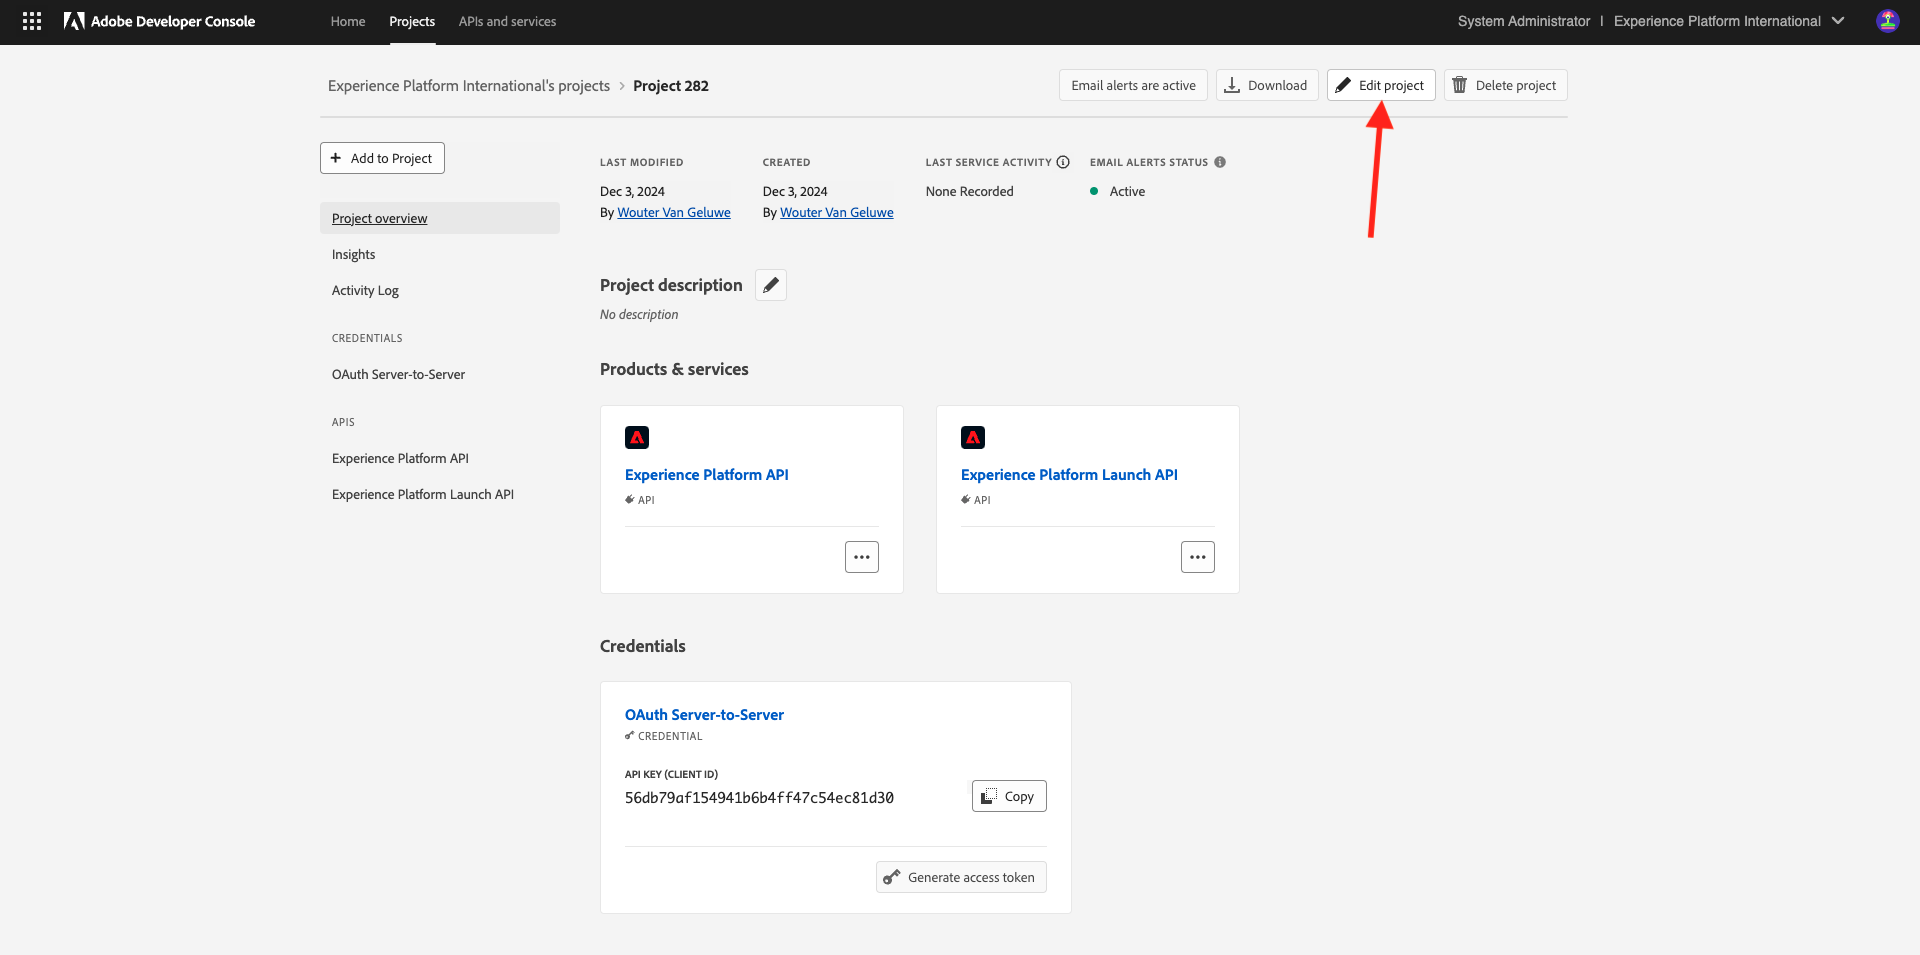 Adobe Developer Console
Home
Projects
APIs and services
System Administrator | Experience Platform International
Experience Platform International's projects > Project 282
Email alerts are active
Download
Edit project
Delete project
+ Add to Project
Project overview
Insights
Activity Log
CREDENTIALS
OAuth Server-to-Server
APIS
Experience Platform API
Experience Platform Launch API
LAST MODIFIED
Dec 3, 2024
By Wouter Van Geluwe
CREATED
Dec 3, 2024
By Wouter Van Geluwe
LAST SERVICE ACTIVITY
None Recorded
EMAIL ALERTS STATUS
Active
Project description
No description
Products & services
Experience Platform API
API
Experience Platform Launch API
API
Credentials
OAuth Server-to-Server
CREDENTIAL
API KEY (CLIENT ID)
56db79af154941b6b4ff47c54ec81d30
Copy
Generate access token